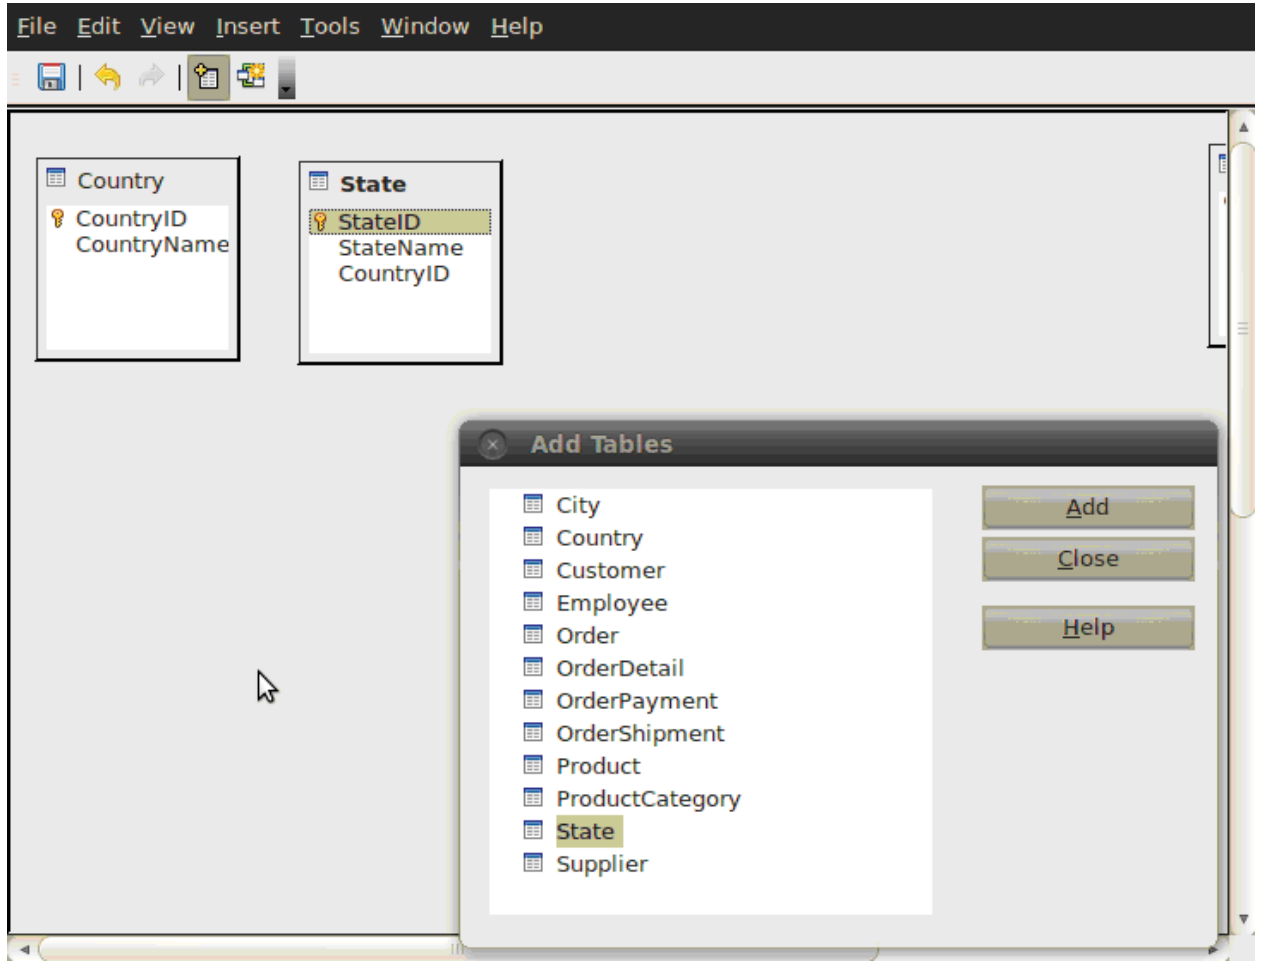 File Edit View Insert Tools Window Help
Country
CountryID
CountryName
State
StateID
StateName
CountryID
Add Tables
City
Country
Customer
Employee
Order
OrderDetail
OrderPayment
OrderShipment
Product
ProductCategory
State
Supplier
Add
Close
Help